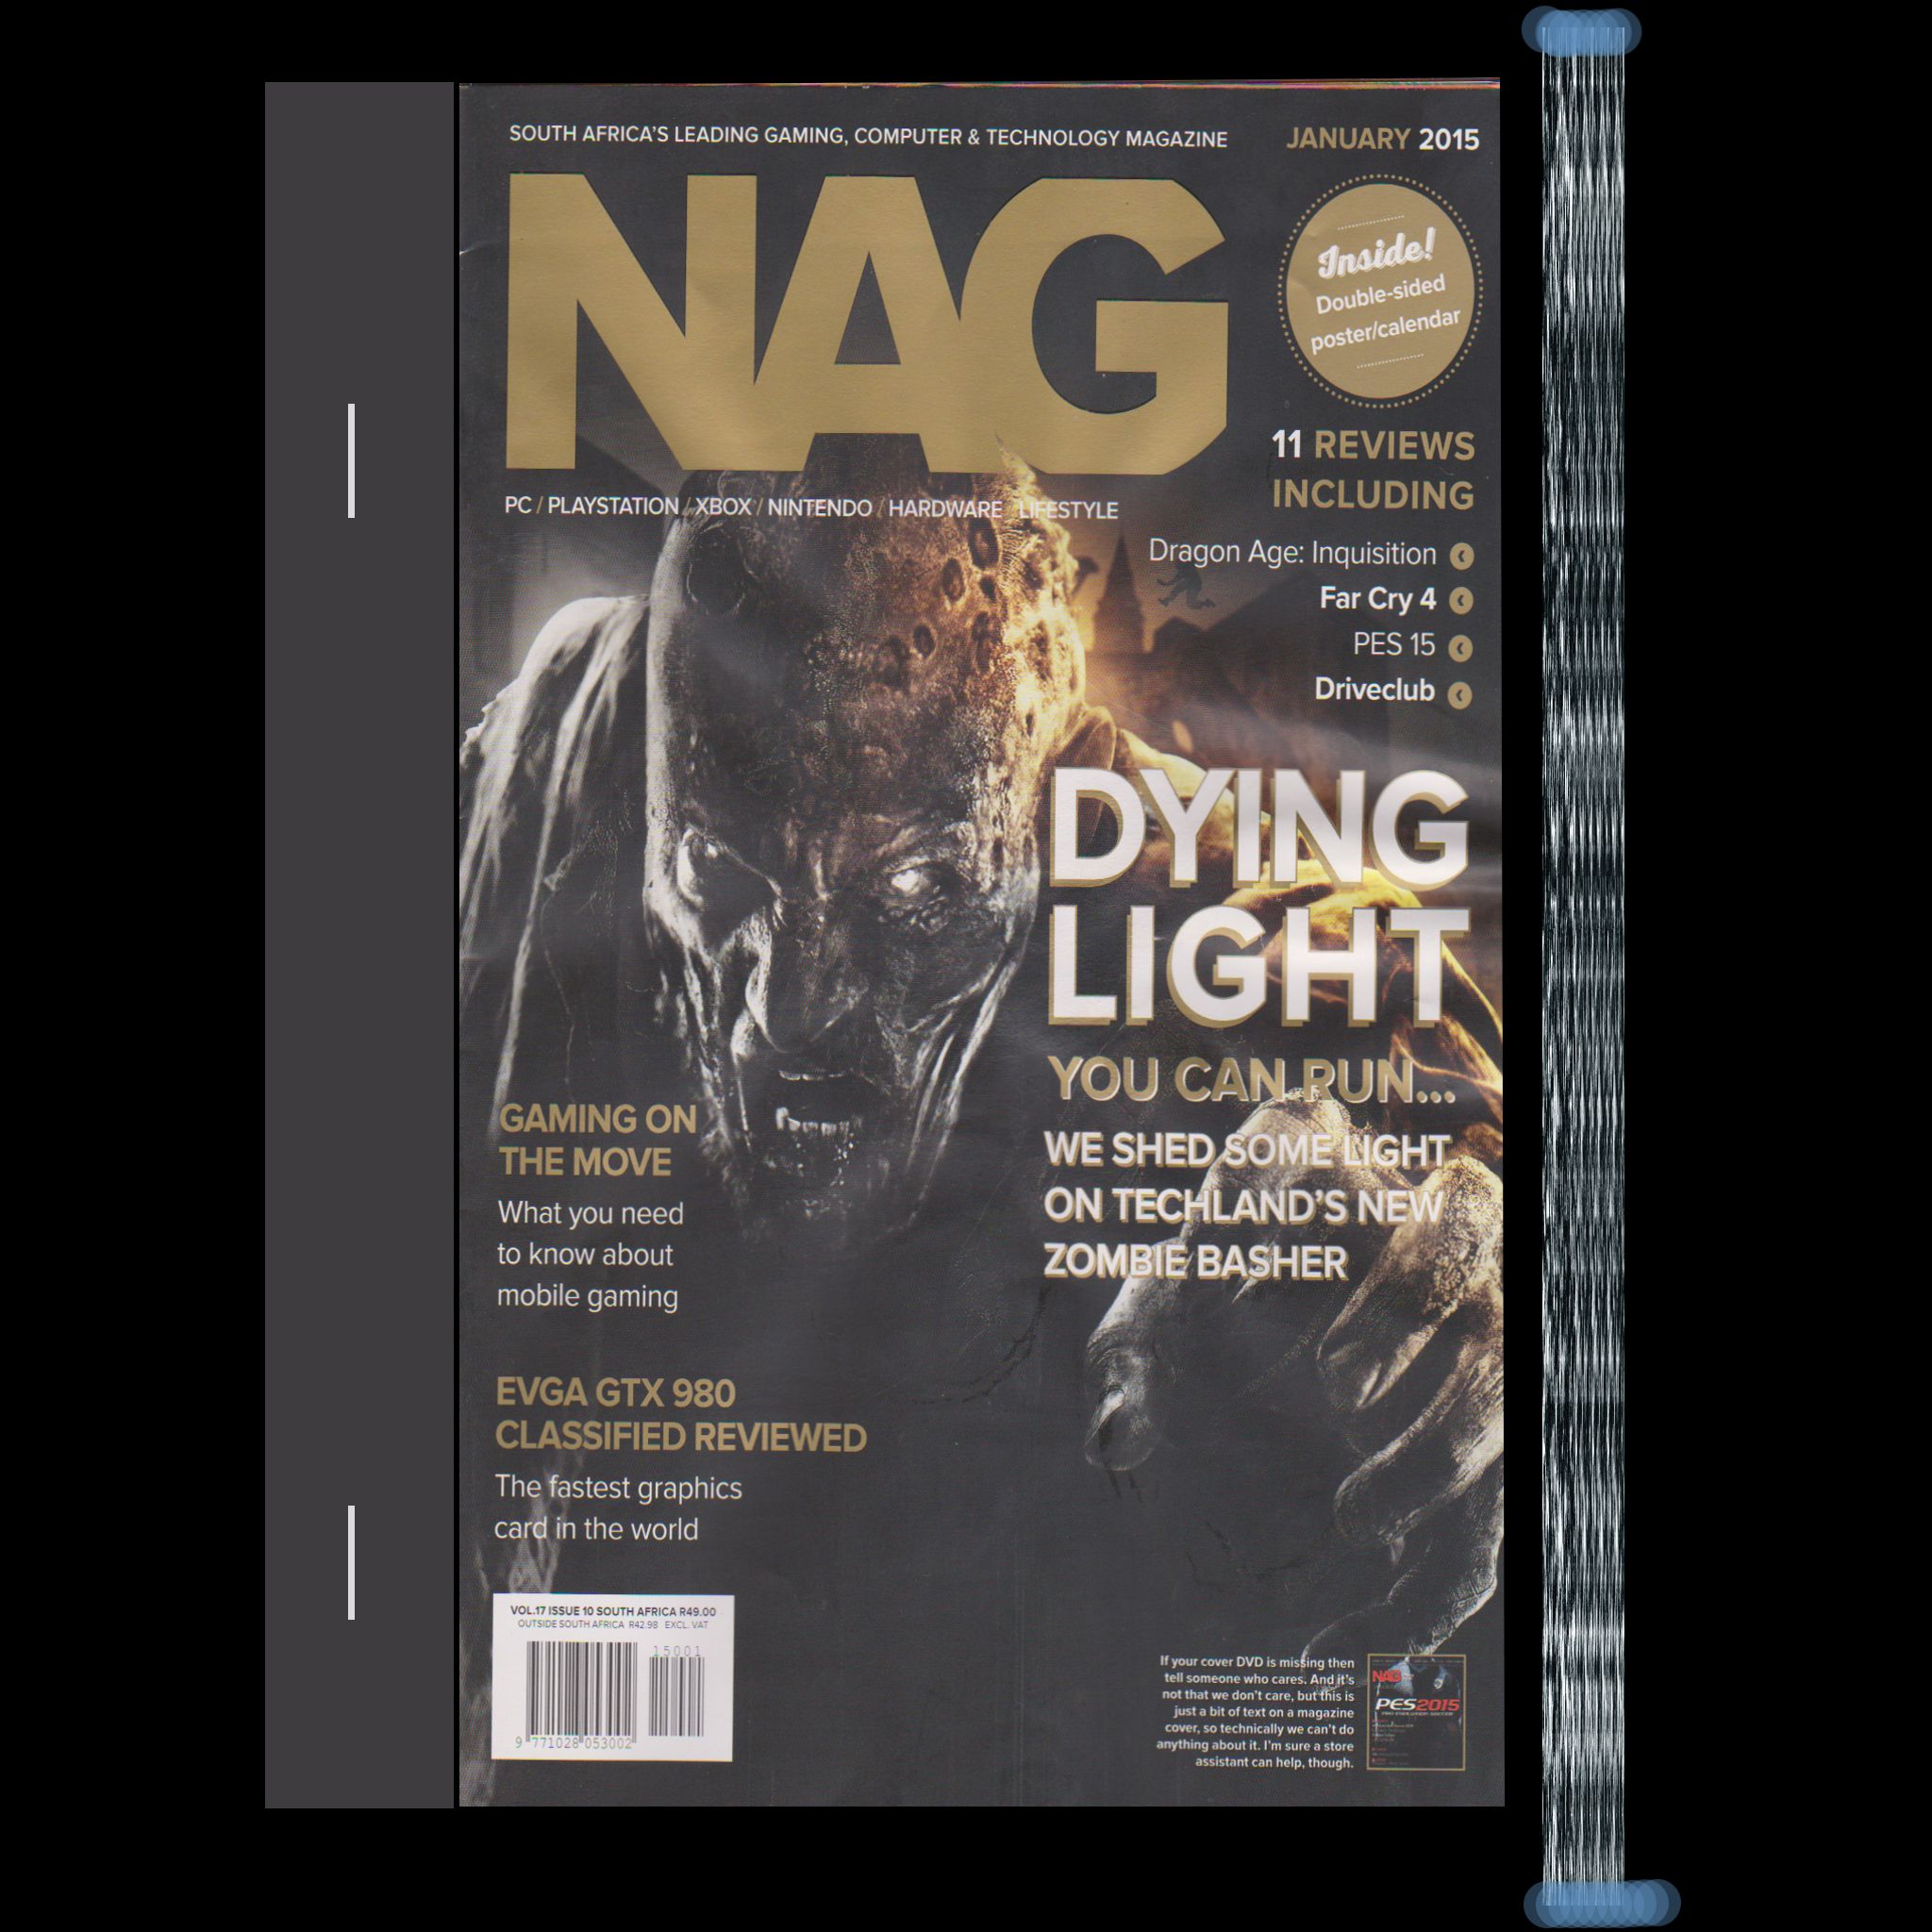 SOUTH AFRICA'S LEADING GAMING, COMPUTER & TECHNOLOGY MAGAZINE
JANUARY 2015
NAG
Inside!
Double-sided
poster/calendar
PC / PLAYSTATION / XBOX / NINTENDO / HARDWARE / LIFESTYLE
11 REVIEWS
INCLUDING
Dragon Age: Inquisition
Far Cry 4
PES 15
Driveclub
DYING
LIGHT
YOU CAN RUN...
WE SHED SOME LIGHT
ON TECHLAND'S NEW
ZOMBIE BASHER
GAMING ON
THE MOVE
What you need
to know about
mobile gaming
EVGA GTX 980
CLASSIFIED REVIEWED
The fastest graphics
card in the world
VOL.17 ISSUE 10 SOUTH AFRICA R49.00
OUTSIDE SOUTH AFRICA R42.98 EXCL. VAT
15001
9 771028 053002
If your cover DVD is missing then
tell someone who cares. And it's
not that we don't care, but this is
just a bit of text on a magazine
cover, so technically we can't do
anything about it. I'm sure a store
assistant can help, though.
NAG
PES2015
PRO EVOLUTION SOCCER